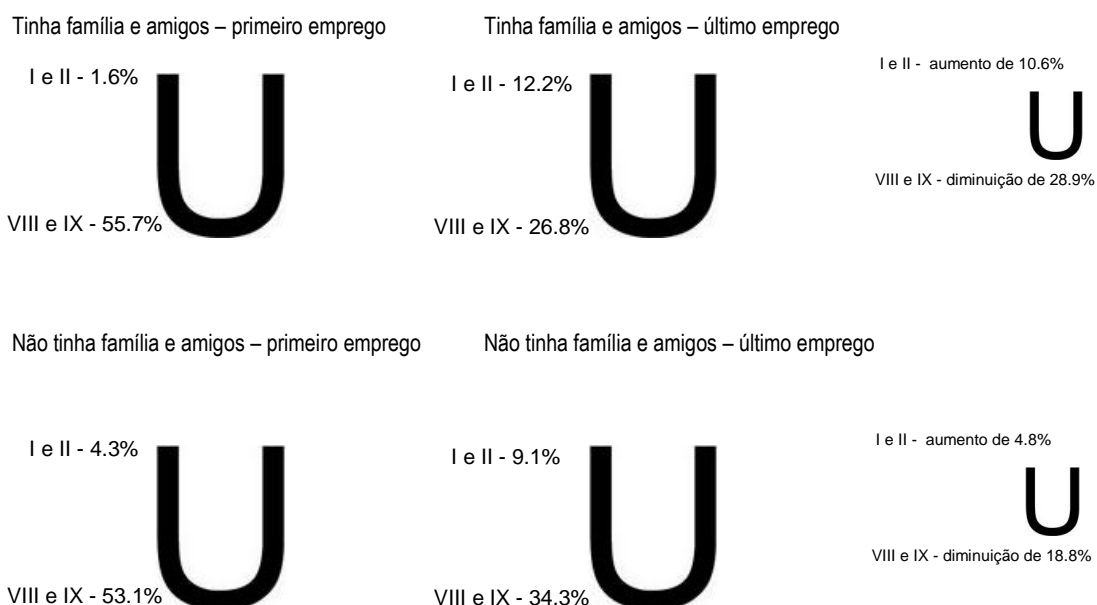 Tinha família e amigos – primeiro emprego
Tinha família e amigos – último emprego
I e II - 1.6%
I e II - 12.2%
I e II - aumento de 10.6%
VIII e IX - diminuição de 28.9%
VIII e IX - 55.7%
VIII e IX - 26.8%
Não tinha família e amigos – primeiro emprego
Não tinha família e amigos – último emprego
I e II - 4.3%
I e II - 9.1%
I e II - aumento de 4.8%
VIII e IX - diminuição de 18.8%
VIII e IX - 53.1%
VIII e IX - 34.3%